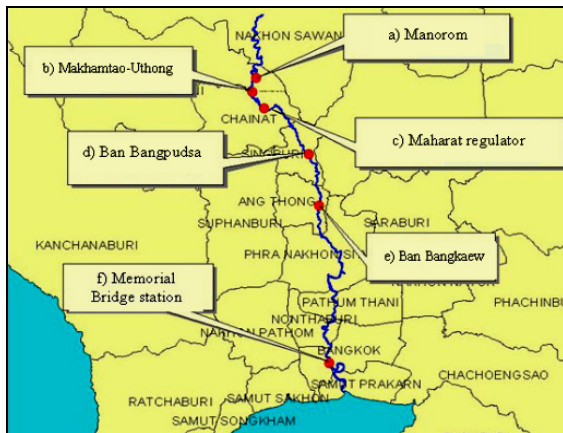 NAKHON SAWAN
a) Manorom
b) Makhamtao-Uthong
CHAINAT
c) Maharat regulator
d) Ban Bangpudsa
SINGBURI
ANG THONG
SUPHANBURI
SARABURI
KANCHANABURI
PHRA NAKHON SI
e) Ban Bangkaew
f) Memorial
Bridge station
PATHUM THANI
PHACHINBU
NONTHABURI
NAKHON PATHOM
BANGKOK
CHACHOENGSAO
SAMUT PRAKARN
RATCHABURI
SAMUT SAKHON
SAMUT SONGKHAM